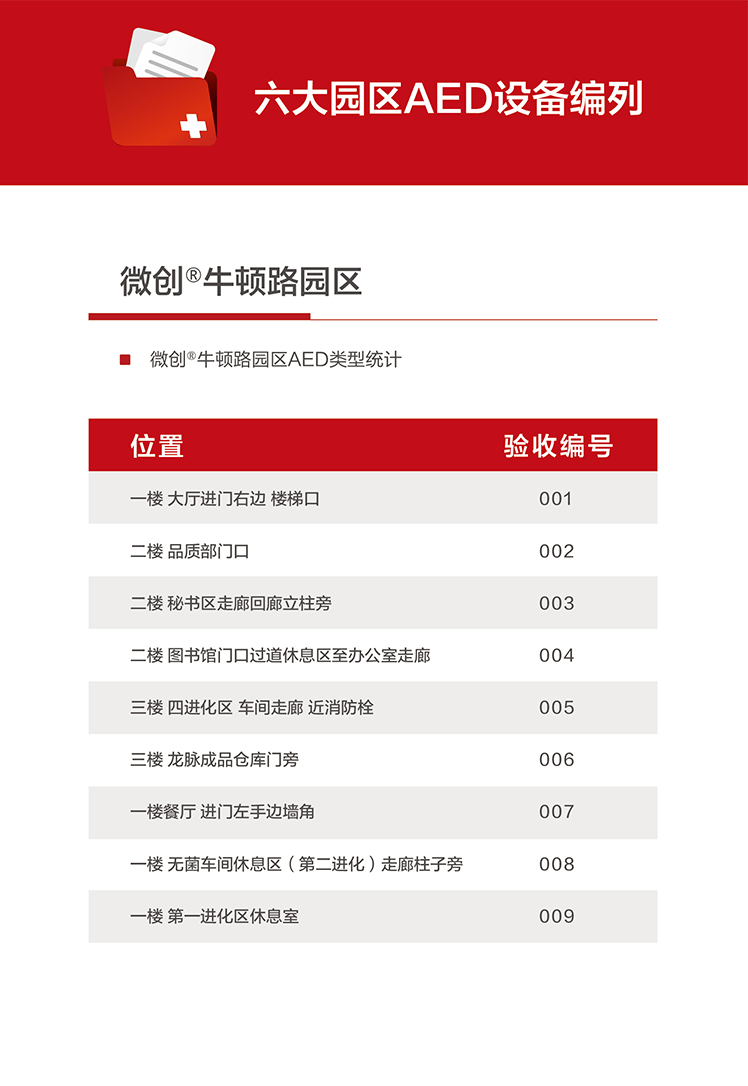 六大园区AED设备编列
微创®牛顿路园区
微创®牛顿路园区AED类型统计
位置 验收编号
一楼 大厅进门右边 楼梯口 001
二楼 品质部门口 002
二楼 秘书区走廊回廊立柱旁 003
二楼 图书馆门口过道休息区至办公室走廊 004
三楼 四进化区 车间走廊 近消防栓 005
三楼 龙脉成品仓库门旁 006
一楼餐厅 进门左手边墙角 007
一楼 无菌车间休息区（第二进化）走廊柱子旁 008
一楼 第一进化区休息室 009